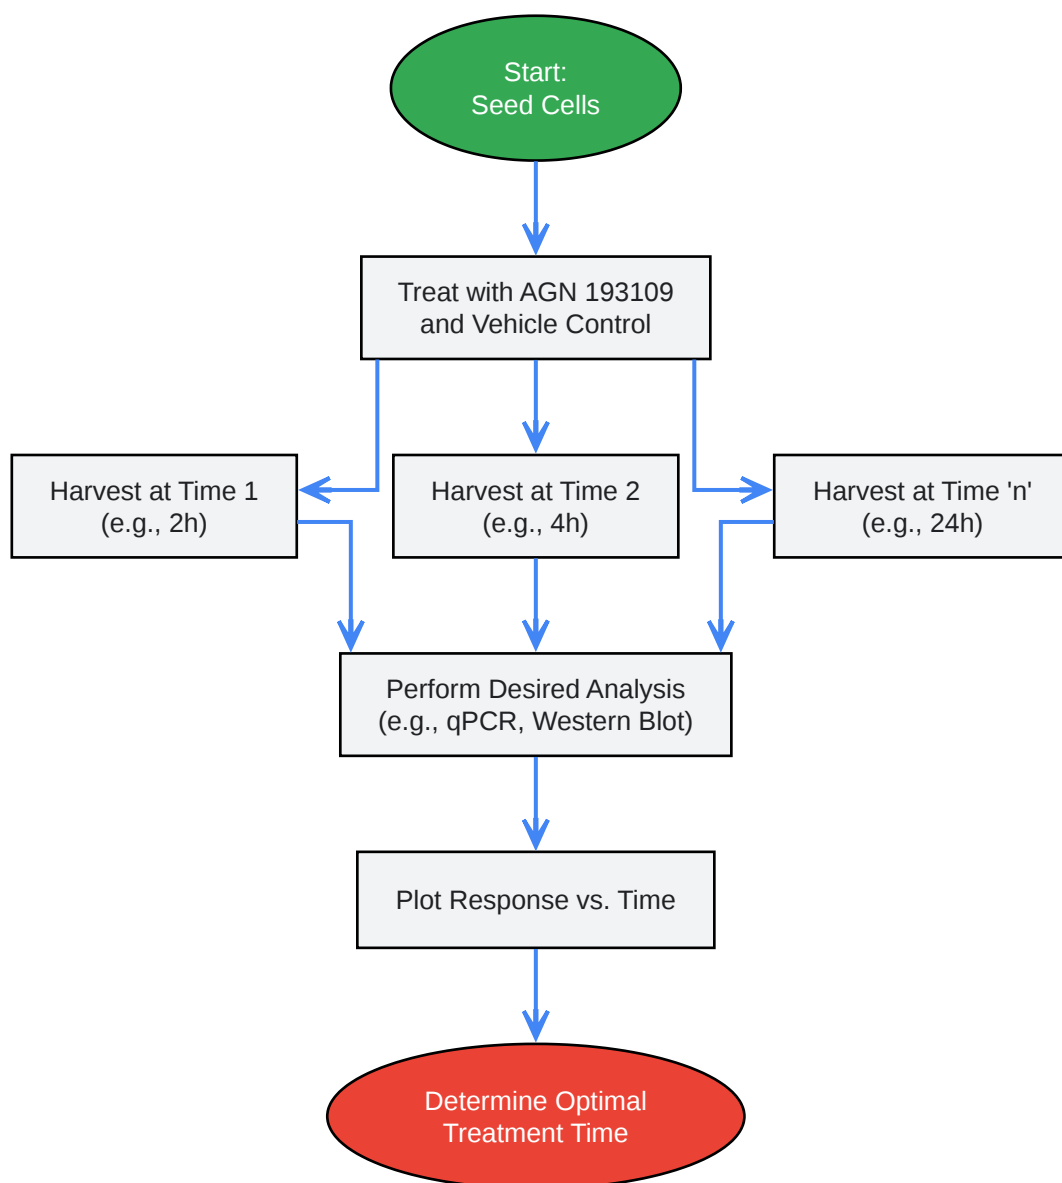 Start:
Seed Cells
Treat with AGN 193109
and Vehicle Control
Harvest at Time 1
(e.g., 2h)
Harvest at Time 2
(e.g., 4h)
Harvest at Time 'n'
(e.g., 24h)
Perform Desired Analysis
(e.g., qPCR, Western Blot)
Plot Response vs. Time
Determine Optimal
Treatment Time